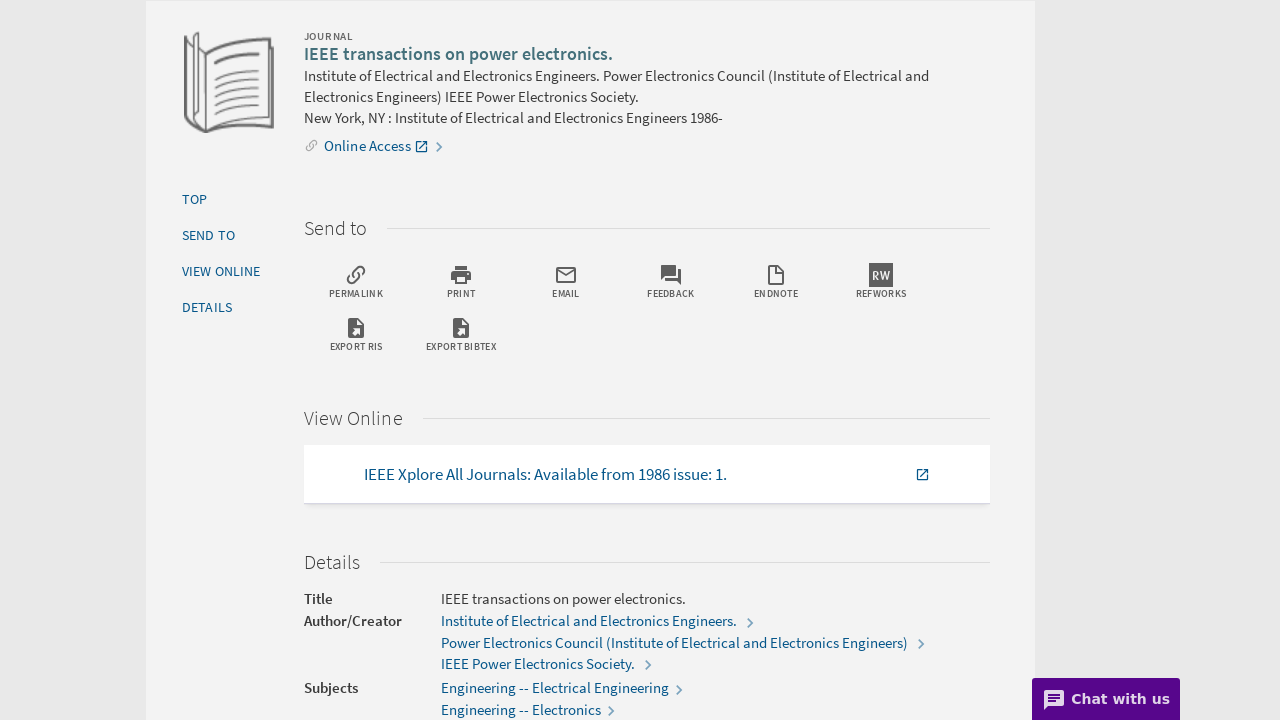 JOURNAL
IEEE transactions on power electronics.
Institute of Electrical and Electronics Engineers. Power Electronics Council (Institute of Electrical and
Electronics Engineers) IEEE Power Electronics Society.
New York, NY : Institute of Electrical and Electronics Engineers 1986-
Online Access
TOP
SEND TO
VIEW ONLINE
DETAILS
Send to
PERMALINK
PRINT
EMAIL
FEEDBACK
ENDNOTE
RW
REFWORKS
EXPORT RIS
EXPORT BIBTEX
View Online
IEEE Xplore All Journals: Available from 1986 issue: 1.
Details
Title IEEE transactions on power electronics.
Author/Creator Institute of Electrical and Electronics Engineers.
Power Electronics Council (Institute of Electrical and Electronics Engineers)
IEEE Power Electronics Society.
Subjects Engineering -- Electrical Engineering
Engineering -- Electronics
Chat with us